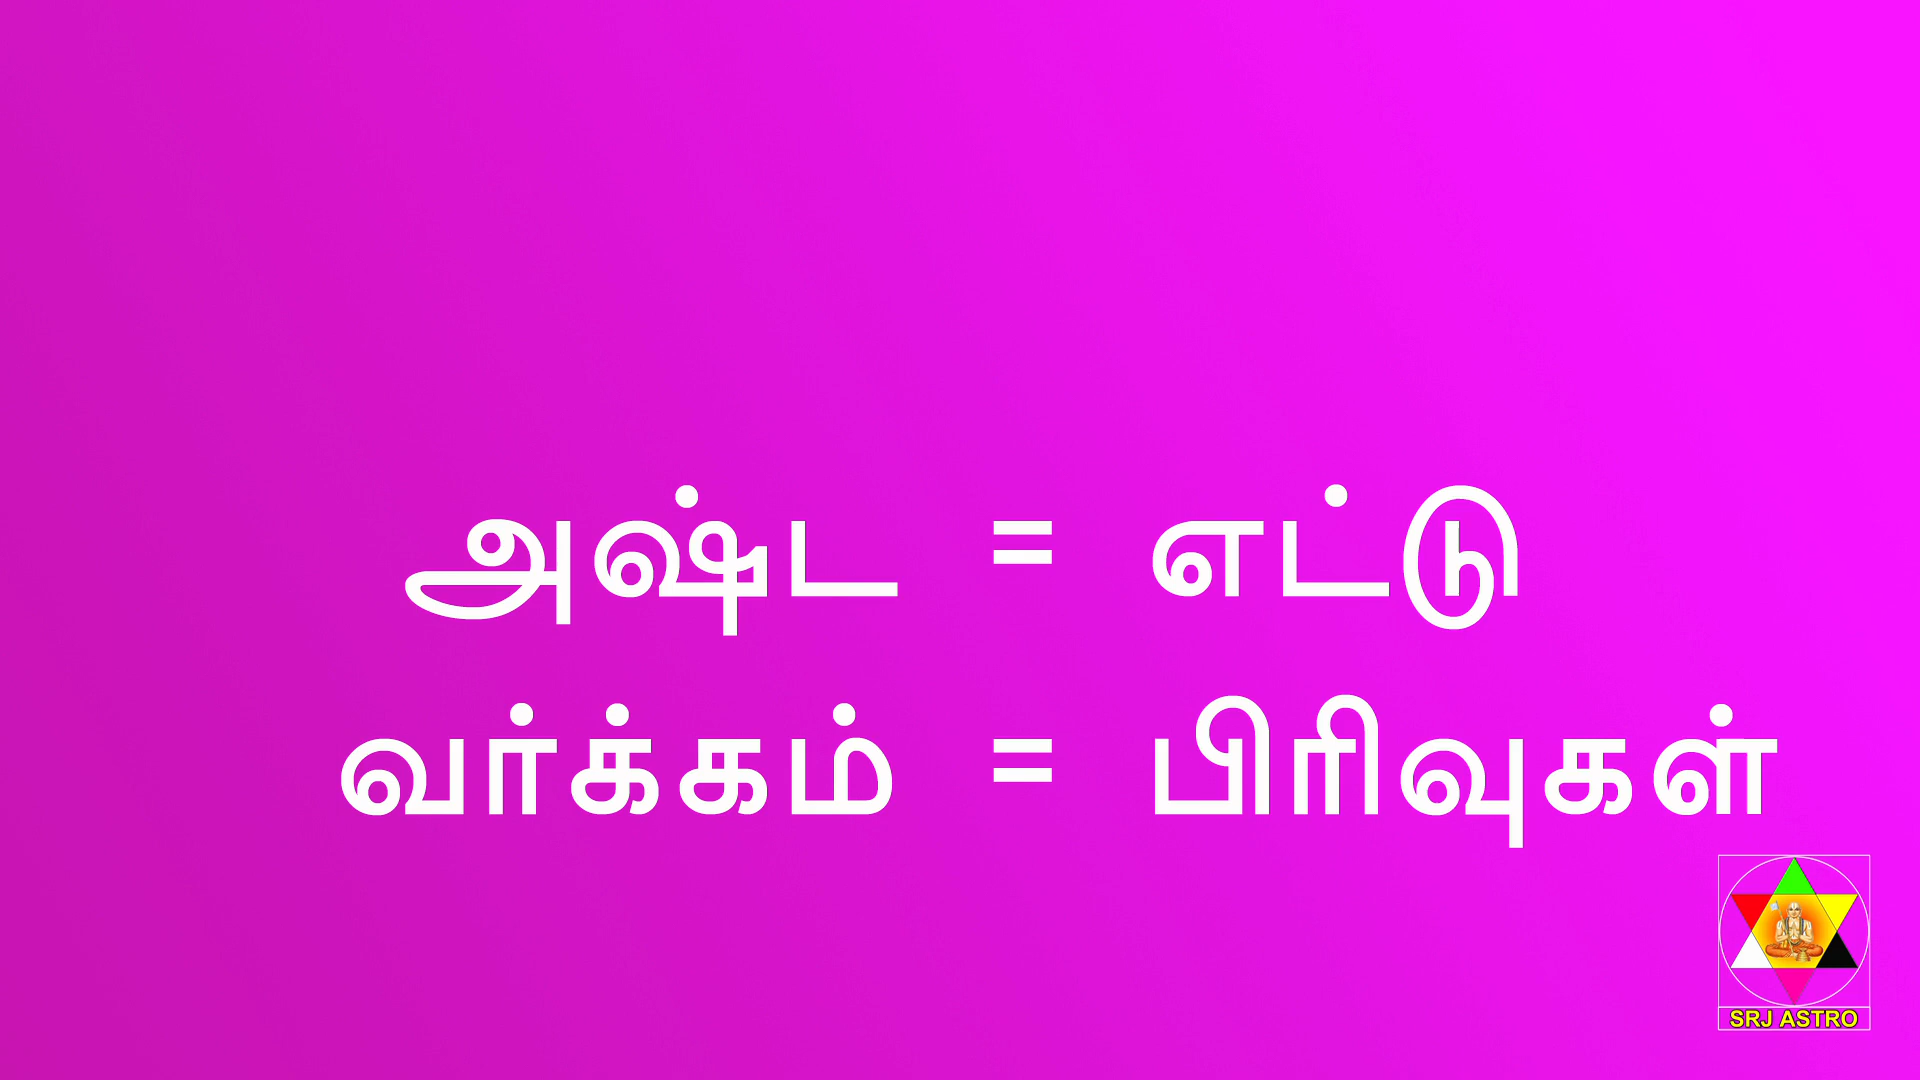 அஷ்ட = எட்டு
வர்க்கம் = பிரிவுகள்
SRJ ASTRO